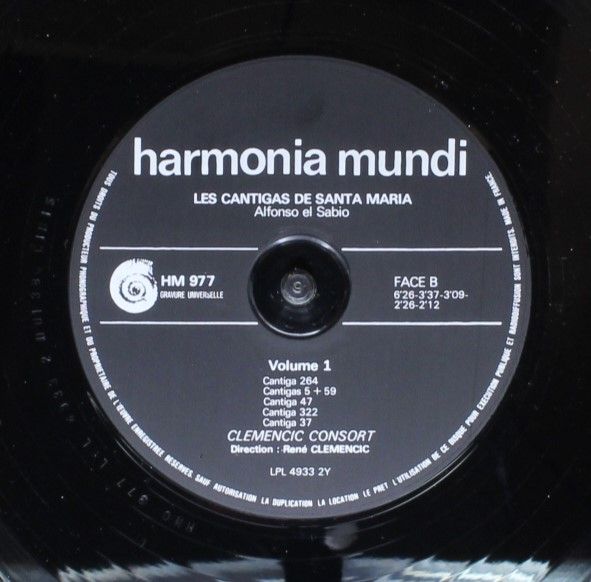 harmonia mundi
LES CANTIGAS DE SANTA MARIA
Alfonso el Sabio
HM 977
GRAVURE UNIVERSELLE
FACE B
6'26-3'37-3'09-
2'26-2'12
Volume 1
Cantiga 264
Cantigas 5 + 59
Cantiga 47
Cantiga 322
Cantiga 37
CLEMENCIC CONSORT
Direction : René CLEMENCIC
LPL 4933 2Y
TOUS DROITS DU PRODUCTEUR PHONOGRAPHIQUE ET DU PROPRIETAIRE DE L'ŒUVRE ENREGISTREE RESERVES. SAUF AUTORISATION LA DUPLICATION LA LOCATION LE PRET L'UTILISATION DE CE DISQUE POUR EXECUTION PUBLIQUE ET RADIODIFFUSION SONT INTERDITS. MADE IN FRANCE.